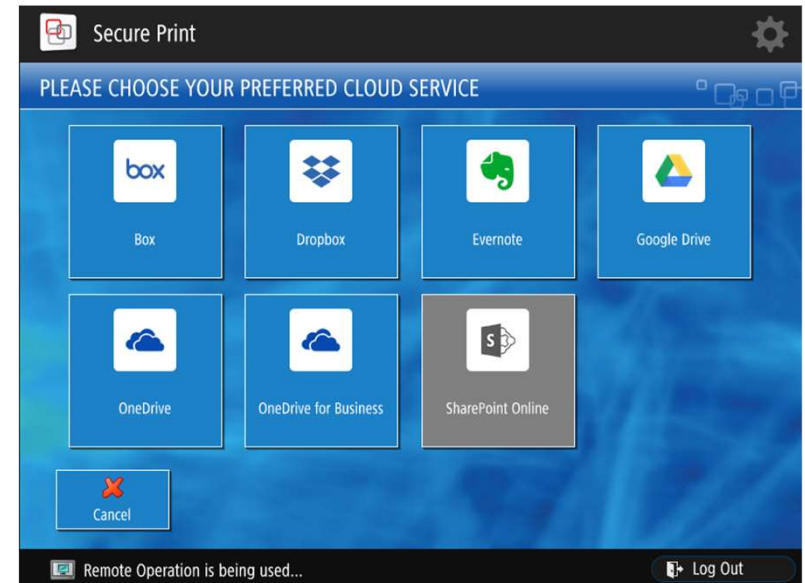 Secure Print
PLEASE CHOOSE YOUR PREFERRED CLOUD SERVICE
box
Box
Dropbox
Evernote
Google Drive
OneDrive
OneDrive for Business
S
SharePoint Online
Cancel
Remote Operation is being used...
Log Out